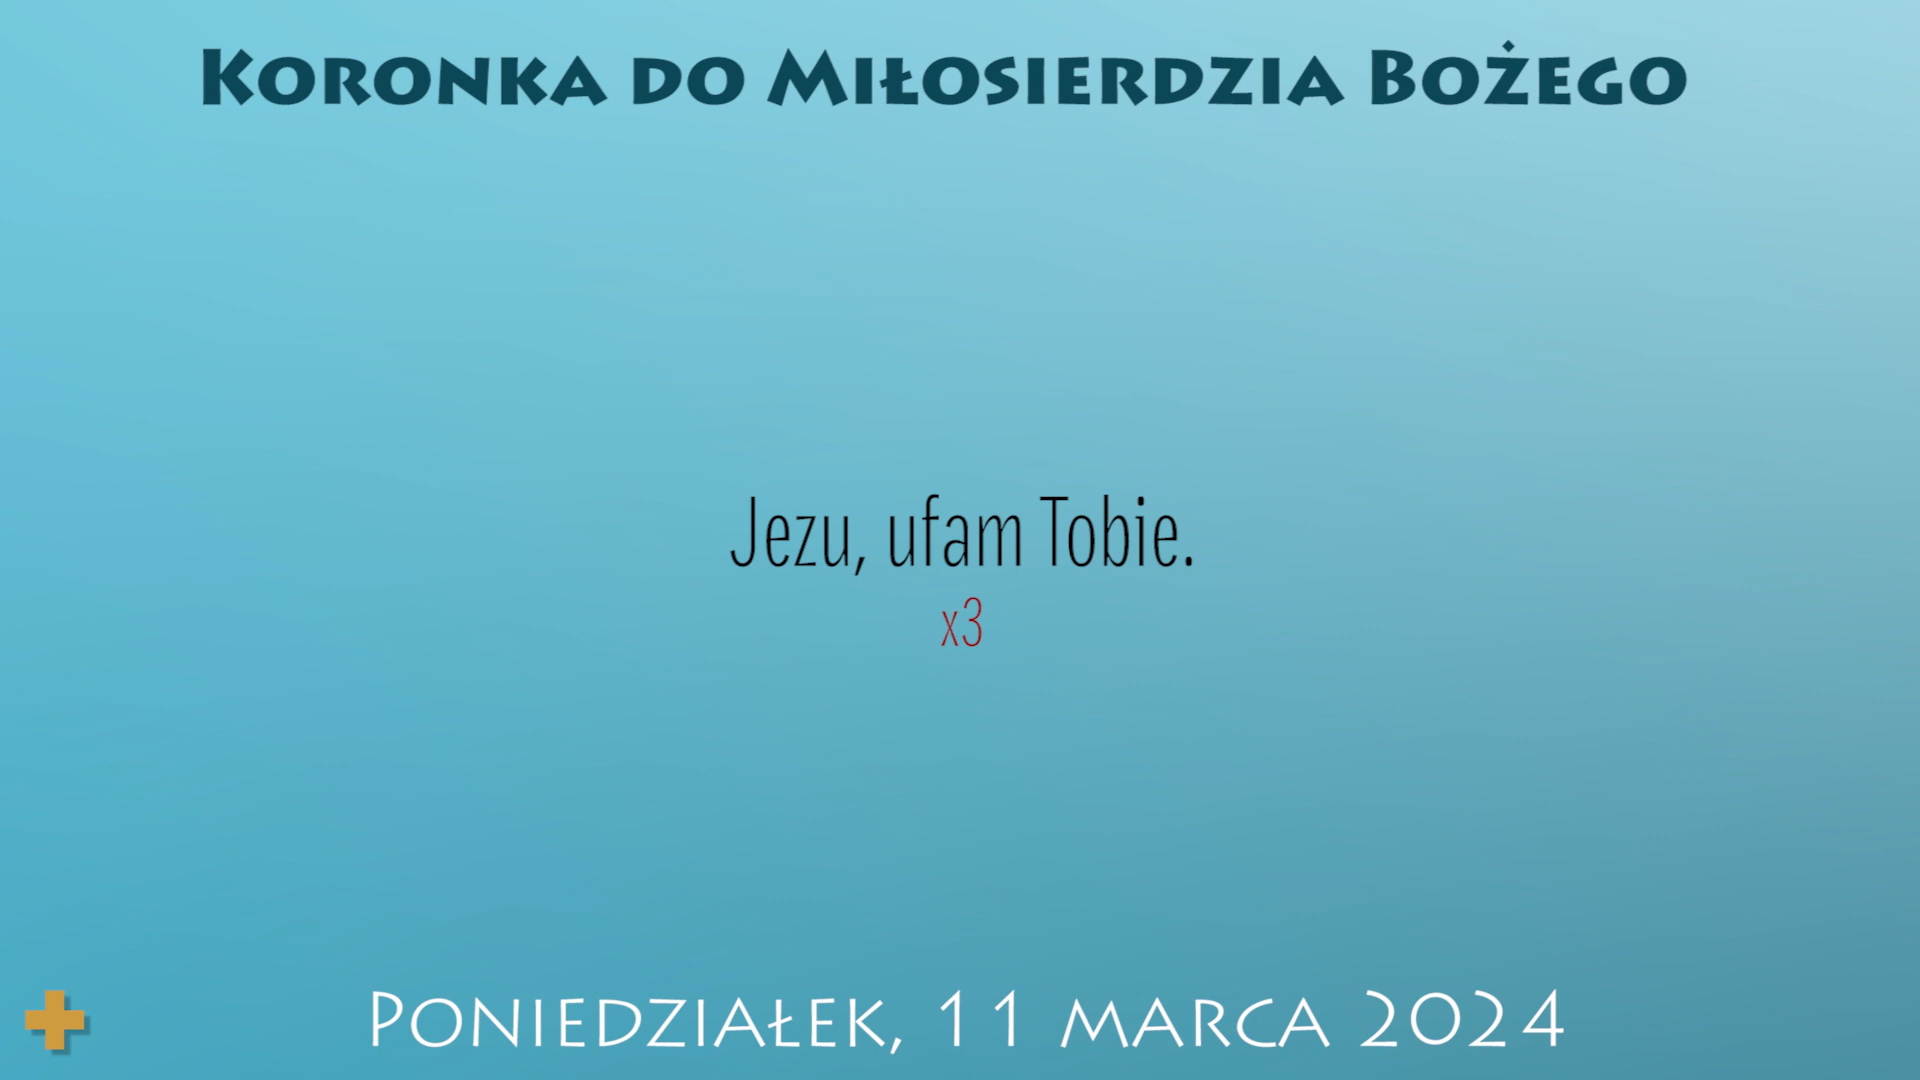 Koronka do Miłosierdzia Bożego
Jezu, ufam Tobie.
x3
Poniedziałek, 11 marca 2024